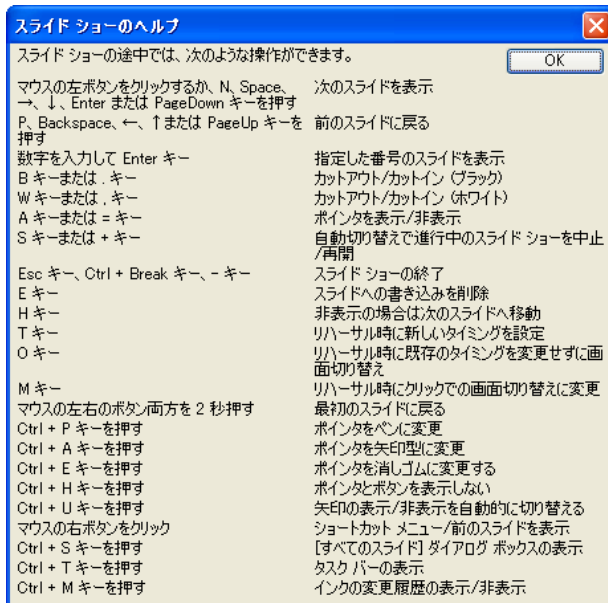 スライド ショーのヘルプ
スライド ショーの途中では、次のような操作ができます。
OK
マウスの左ボタンをクリックするか、N、Space、 次のスライドを表示
→、↓、Enter または PageDown キーを押す
P、Backspace、←、↑または PageUp キーを 前のスライドに戻る
押す
数字を入力して Enter キー 指定した番号のスライドを表示
B キーまたは . キー カットアウト/カットイン (ブラック)
W キーまたは , キー カットアウト/カットイン (ホワイト)
A キーまたは = キー ポインタを表示/非表示
S キーまたは + キー 自動切り替えで進行中のスライド ショーを中止
/再開
Esc キー、Ctrl + Break キー、- キー スライド ショーの終了
E キー スライドへの書き込みを削除
H キー 非表示の場合は次のスライドへ移動
T キー リハーサル時に新しいタイミングを設定
O キー リハーサル時に既存のタイミングを変更せずに画
面切り替え
M キー リハーサル時にクリックでの画面切り替えに変更
マウスの左右のボタン両方を 2 秒押す 最初のスライドに戻る
Ctrl + P キーを押す ポインタをペンに変更
Ctrl + A キーを押す ポインタを矢印型に変更
Ctrl + E キーを押す ポインタを消しゴムに変更する
Ctrl + H キーを押す ポインタとボタンを表示しない
Ctrl + U キーを押す 矢印の表示/非表示を自動的に切り替える
マウスの右ボタンをクリック ショートカット メニュー/前のスライドを表示
Ctrl + S キーを押す [すべてのスライド] ダイアログ ボックスの表示
Ctrl + T キーを押す タスク バーの表示
Ctrl + M キーを押す インクの変更履歴の表示/非表示